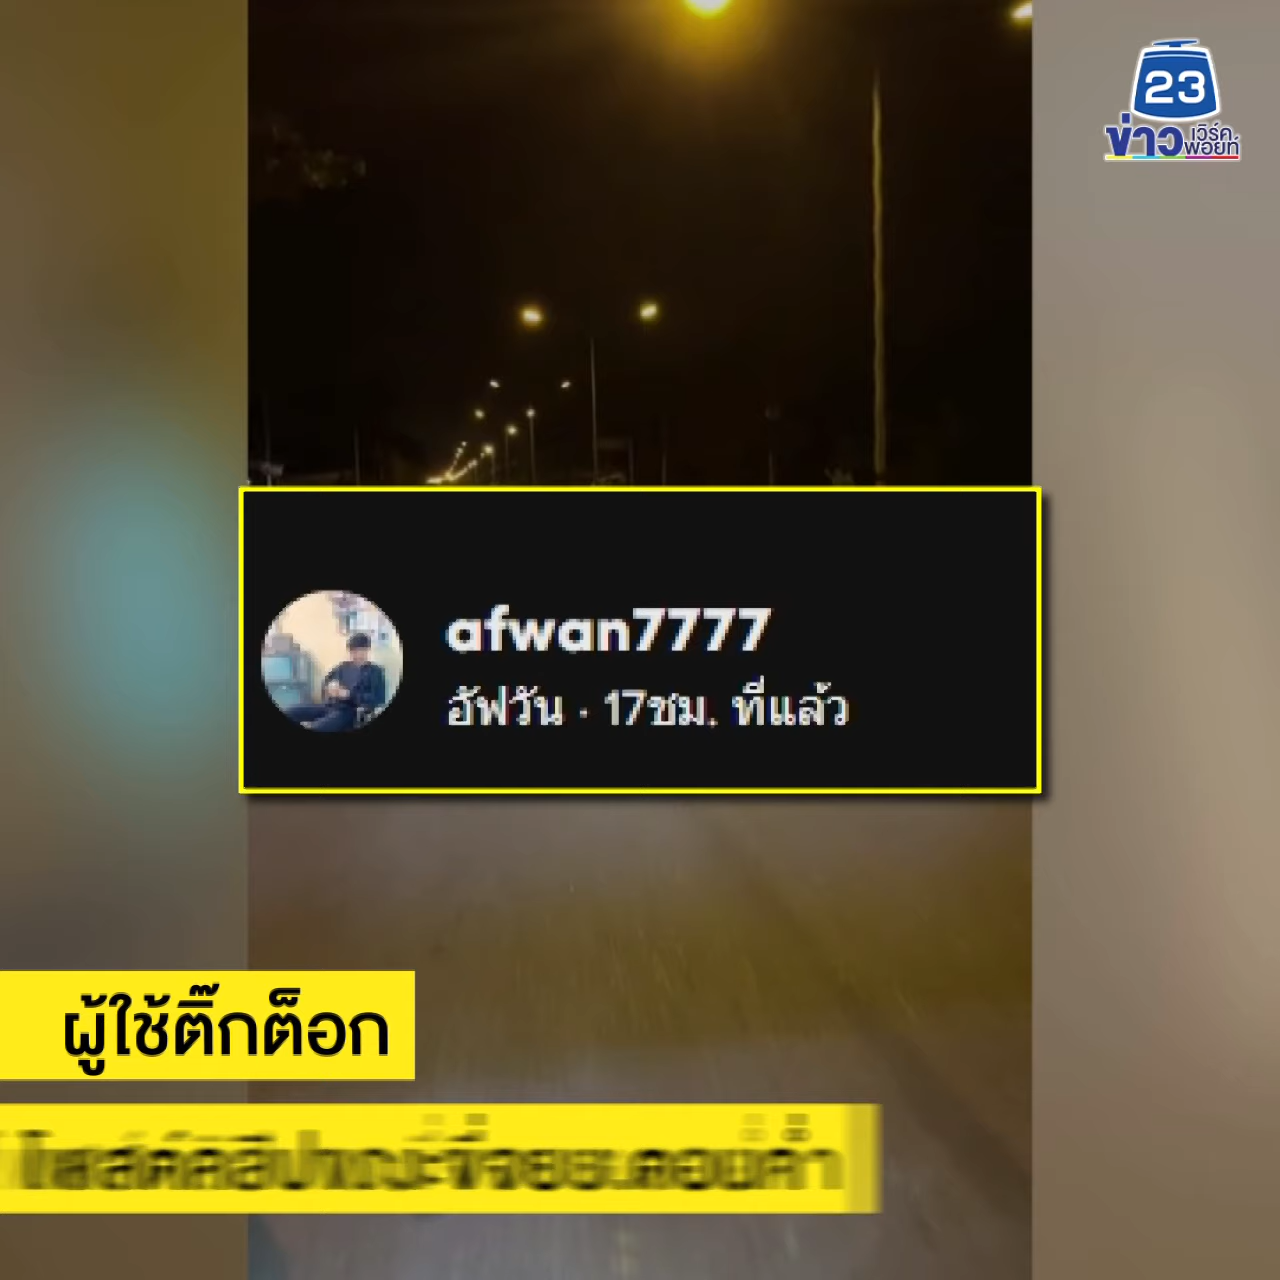 23
ข่าว เวิร์คพอยท์
afwan7777
อัฟวัน · 17ชม. ที่แล้ว
ผู้ใช้ติ๊กต็อก